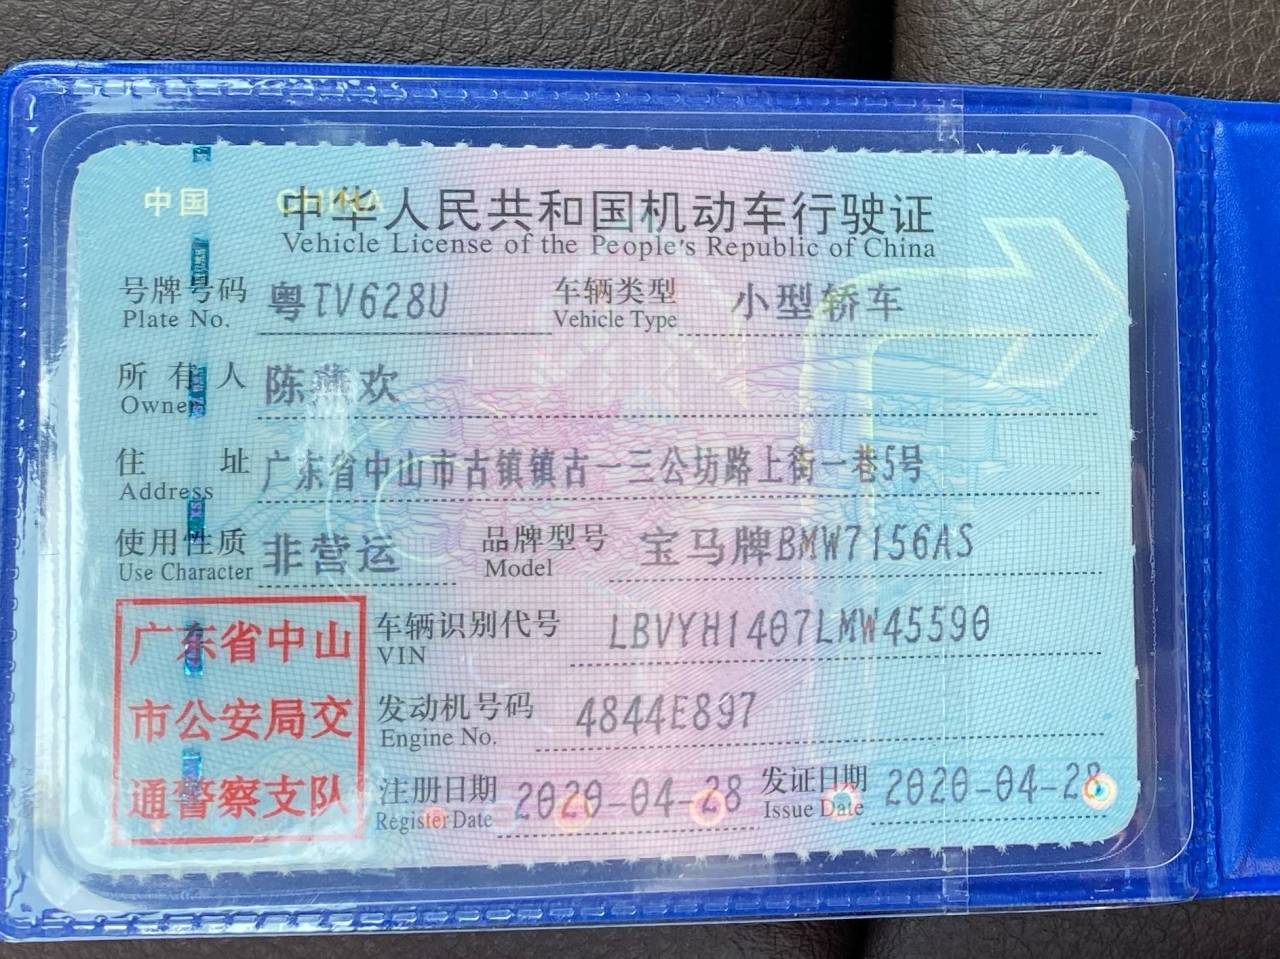 中国 CHINA
中华人民共和国机动车行驶证
Vehicle License of the People's Republic of China
号牌号码 粤TV628U 车辆类型 小型轿车
Plate No. Vehicle Type
所有人 陈燕欢
Owner
住址 广东省中山市古镇镇古一三公坊路上街一巷5号
Address
使用性质 非营运 品牌型号 宝马牌BMW7156AS
Use Character Model
广东省中山
市公安局交
通警察支队
车辆识别代号 LBVYH1407LMW45590
VIN
发动机号码 4844E897
Engine No.
注册日期 2020-04-28 发证日期 2020-04-28
Register Date Issue Date